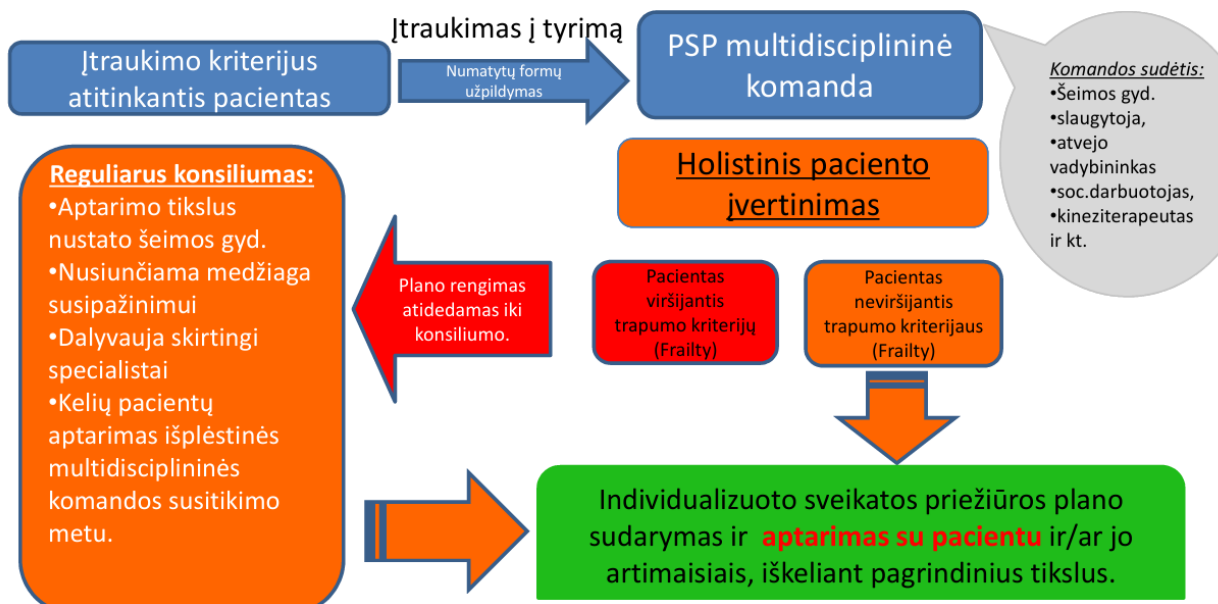 Įtraukimo kriterijus
atitinkantis pacientas
Įtraukimas į tyrimą
Numatytų formų
užpildymas
PSP multidisciplininė
komanda
Komandos sudėtis:
•Šeimos gyd.
•slaugytoja,
•atvejo
vadybininkas
•soc.darbuotojas,
•kineziterapeutas
ir kt.
Holistinis paciento
įvertinimas
Pacientas
viršijantis
trapumo kriterijų
(Frailty)
Pacientas
neviršijantis
trapumo kriterijaus
(Frailty)
Plano rengimas
atidedamas iki
konsiliumo.
Reguliarus konsiliumas:
•Aptarimo tikslus
nustato šeimos gyd.
•Nusiunčiama medžiaga
susipažinimui
•Dalyvauja skirtingi
specialistai
•Kelių pacientų
aptarimas išplėstinės
multidisciplininės
komandos susitikimo
metu.
Individualizuoto sveikatos priežiūros plano
sudarymas ir aptarimas su pacientu ir/ar jo
artimaisiais, iškeliant pagrindinius tikslus.